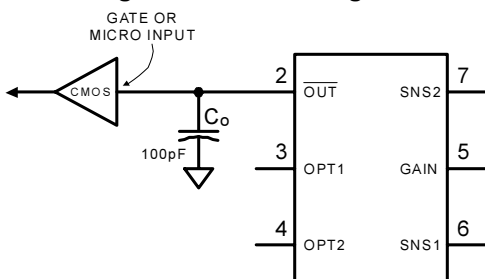 GATE OR
MICRO INPUT
CMOS
Co
100pF
2 OUT SNS2 7
3 OPT1 GAIN 5
4 OPT2 SNS1 6